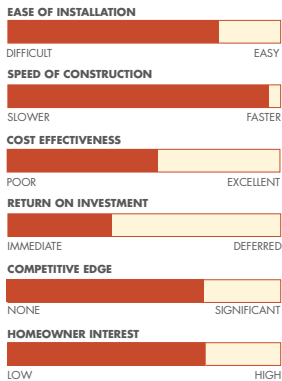 EASE OF INSTALLATION
DIFFICULT EASY
SPEED OF CONSTRUCTION
SLOWER FASTER
COST EFFECTIVENESS
POOR EXCELLENT
RETURN ON INVESTMENT
IMMEDIATE DEFERRED
COMPETITIVE EDGE
NONE SIGNIFICANT
HOMEOWNER INTEREST
LOW HIGH